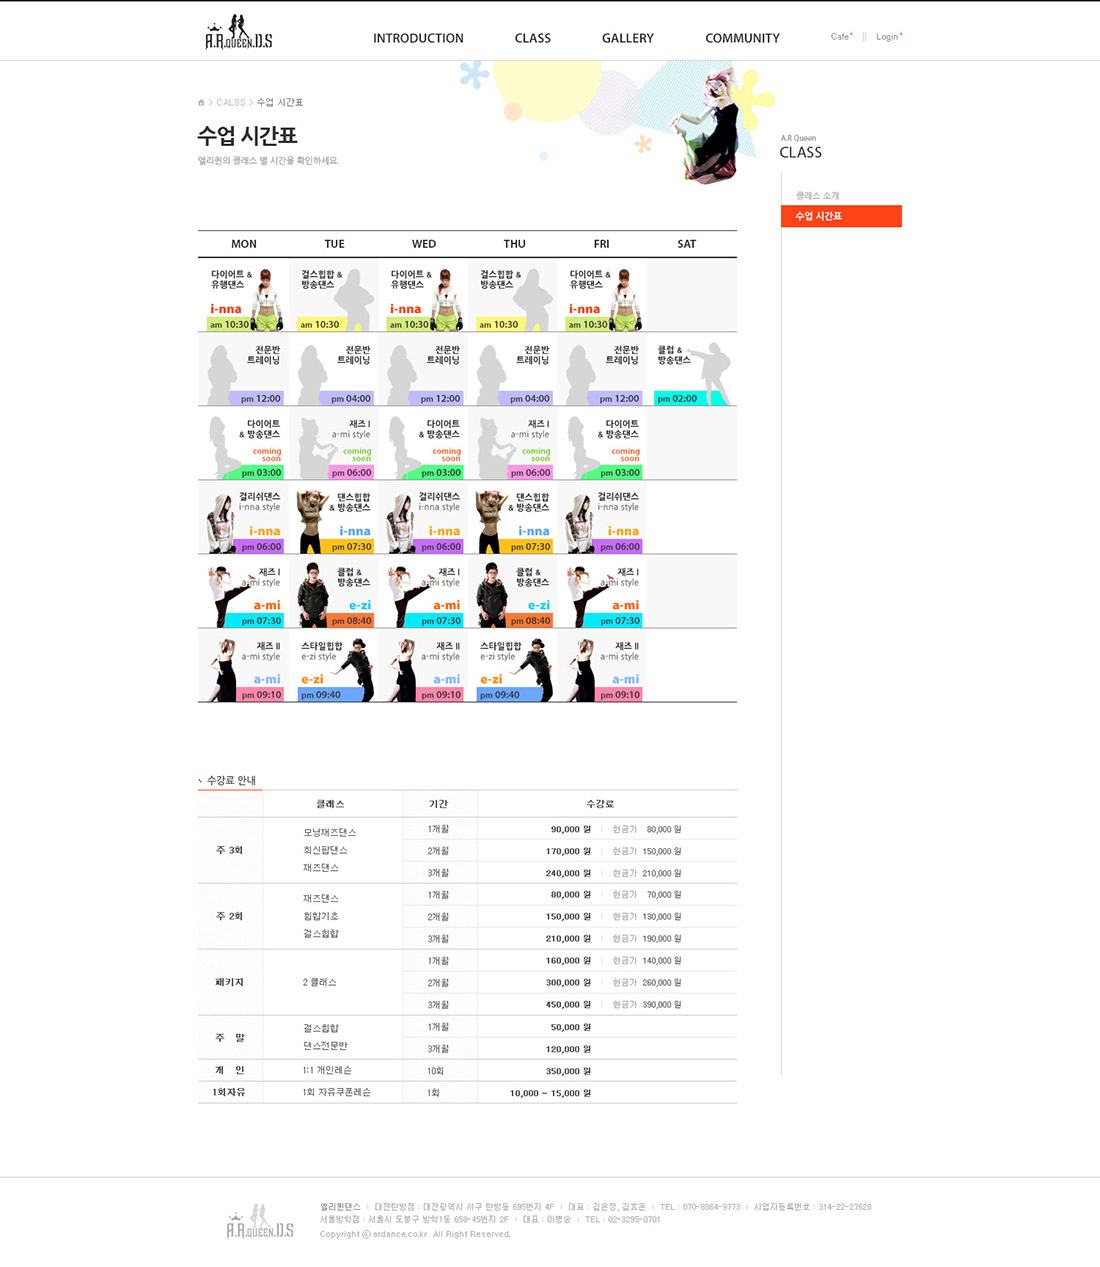 A.R.QUEEN.D.S
INTRODUCTION CLASS GALLERY COMMUNITY Cafe Login
CALSS > 수업 시간표
수업 시간표
엘리퀸의 클래스 별 시간을 확인하세요.
A.R Queen
CLASS
클래스 소개
수업 시간표
MON TUE WED THU FRI SAT
다이어트 & 걸스힙합 & 다이어트 & 걸스힙합 & 다이어트 &
유행댄스 방송댄스 유행댄스 방송댄스 유행댄스
i-nna i-nna i-nna
am 10:30 am 10:30 am 10:30 am 10:30 am 10:30
전문반 전문반 전문반 전문반 전문반 클럽 &
트레이닝 트레이닝 트레이닝 트레이닝 트레이닝 방송댄스
pm 12:00 pm 04:00 pm 12:00 pm 04:00 pm 12:00 pm 02:00
다이어트 재즈 I 다이어트 재즈 I 다이어트
& 방송댄스 a-mi style & 방송댄스 a-mi style & 방송댄스
coming coming coming coming coming
soon soon soon soon soon
pm 03:00 pm 06:00 pm 03:00 pm 06:00 pm 03:00
걸리쉬댄스 댄스힙합 걸리쉬댄스 댄스힙합 걸리쉬댄스
i-nna style & 방송댄스 i-nna style & 방송댄스 i-nna style
i-nna i-nna i-nna i-nna i-nna
pm 06:00 pm 07:30 pm 06:00 pm 07:30 pm 06:00
재즈 I 클럽 & 재즈 I 클럽 & 재즈 I
a-mi style 방송댄스 a-mi style 방송댄스 a-mi style
a-mi e-zi a-mi e-zi a-mi
pm 07:30 pm 08:40 pm 07:30 pm 08:40 pm 07:30
재즈 II 스타일힙합 재즈 II 스타일힙합 재즈 II
a-mi style e-zi style a-mi style e-zi style a-mi style
a-mi e-zi a-mi e-zi a-mi
pm 09:10 pm 09:40 pm 09:10 pm 09:40 pm 09:10
수강료 안내
클래스 기간 수강료
주 3회
모닝재즈댄스
최신팝댄스
재즈댄스
1개월 90,000 원 현금가 80,000 원
2개월 170,000 원 현금가 150,000 원
3개월 240,000 원 현금가 210,000 원
주 2회
재즈댄스
힙합기초
걸스힙합
1개월 80,000 원 현금가 70,000 원
2개월 150,000 원 현금가 130,000 원
3개월 210,000 원 현금가 190,000 원
패키지
2 클래스
1개월 160,000 원 현금가 140,000 원
2개월 300,000 원 현금가 260,000 원
3개월 450,000 원 현금가 390,000 원
주 말
걸스힙합
댄스전문반
1개월 50,000 원
3개월 120,000 원
개 인 1:1 개인레슨 10회 350,000 원
1회자유 1회 자유쿠폰레슨 1회 10,000 ~ 15,000 원
A.R.QUEEN.D.S
엘리퀸댄스 | 대전탄방점 : 대전광역시 서구 탄방동 695번지 4F | 대표 : 김은정, 김효은 | TEL : 070-8864-9773 | 사업자등록번호 : 314-22-27628
서울방학점 : 서울시 도봉구 방학1동 658-45번지 2F | 대표 : 이명숭 | TEL : 02-3295-0701
Copyright ⓒ ardance.co.kr All Right Reserved.